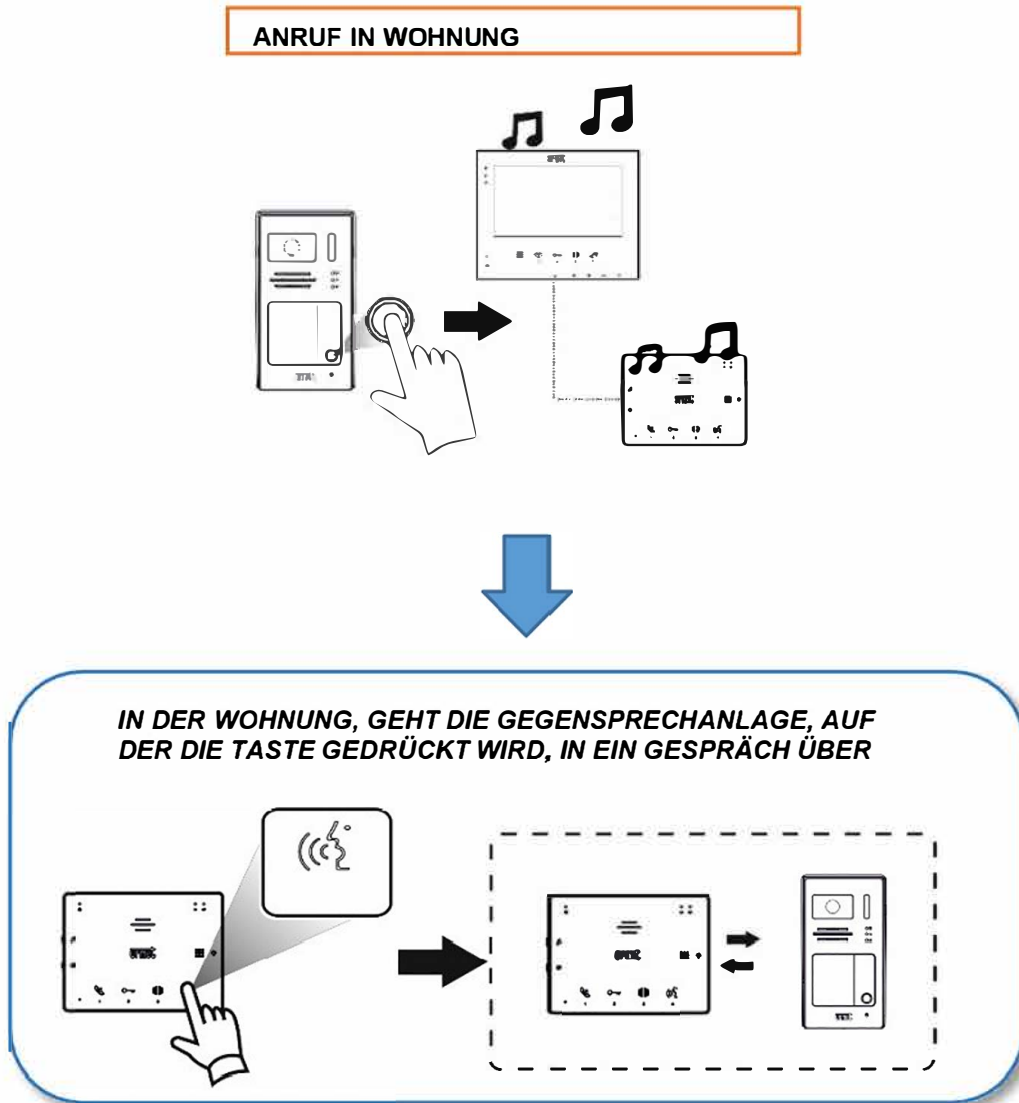 ANRUF IN WOHNUNG
IN DER WOHNUNG, GEHT DIE GEGENSPRECHANLAGE, AUF
DER DIE TASTE GEDRÜCKT WIRD, IN EIN GESPRÄCH ÜBER